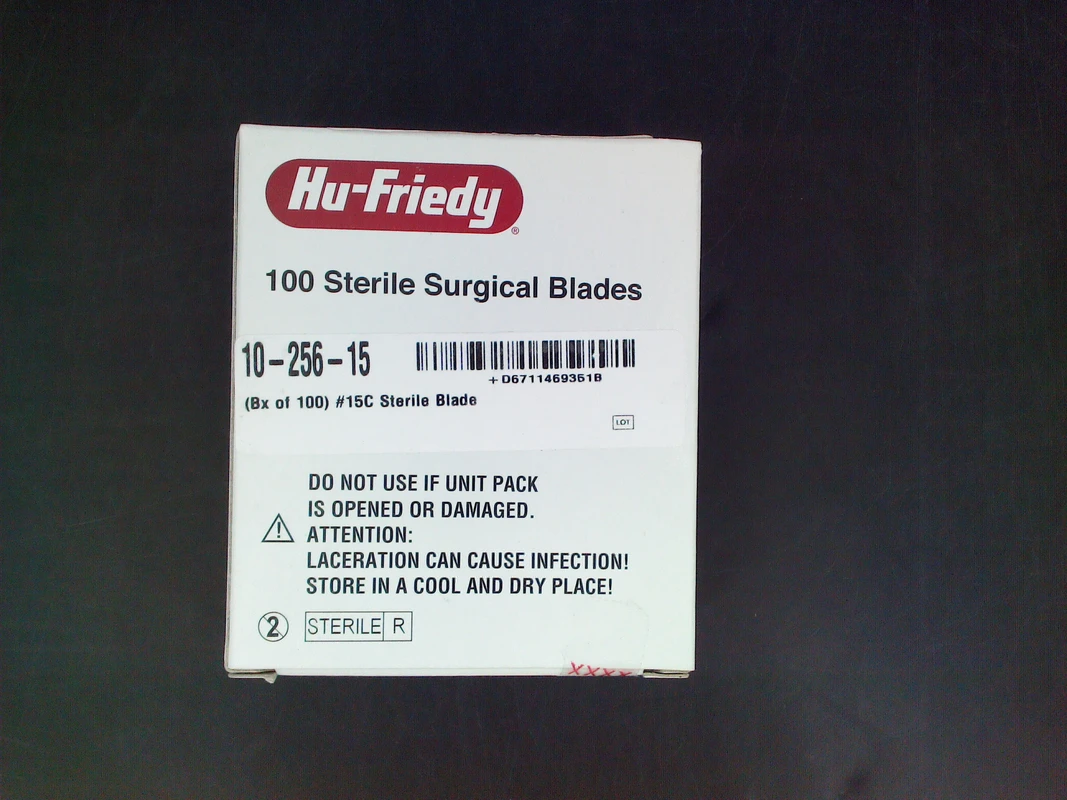 Hu-Friedy®
100 Sterile Surgical Blades
10-256-15
+D6711469351B
(Bx of 100) #15C Sterile Blade
LOT
DO NOT USE IF UNIT PACK
IS OPENED OR DAMAGED.
ATTENTION:
LACERATION CAN CAUSE INFECTION!
STORE IN A COOL AND DRY PLACE!
2 STERILE R
XXXX